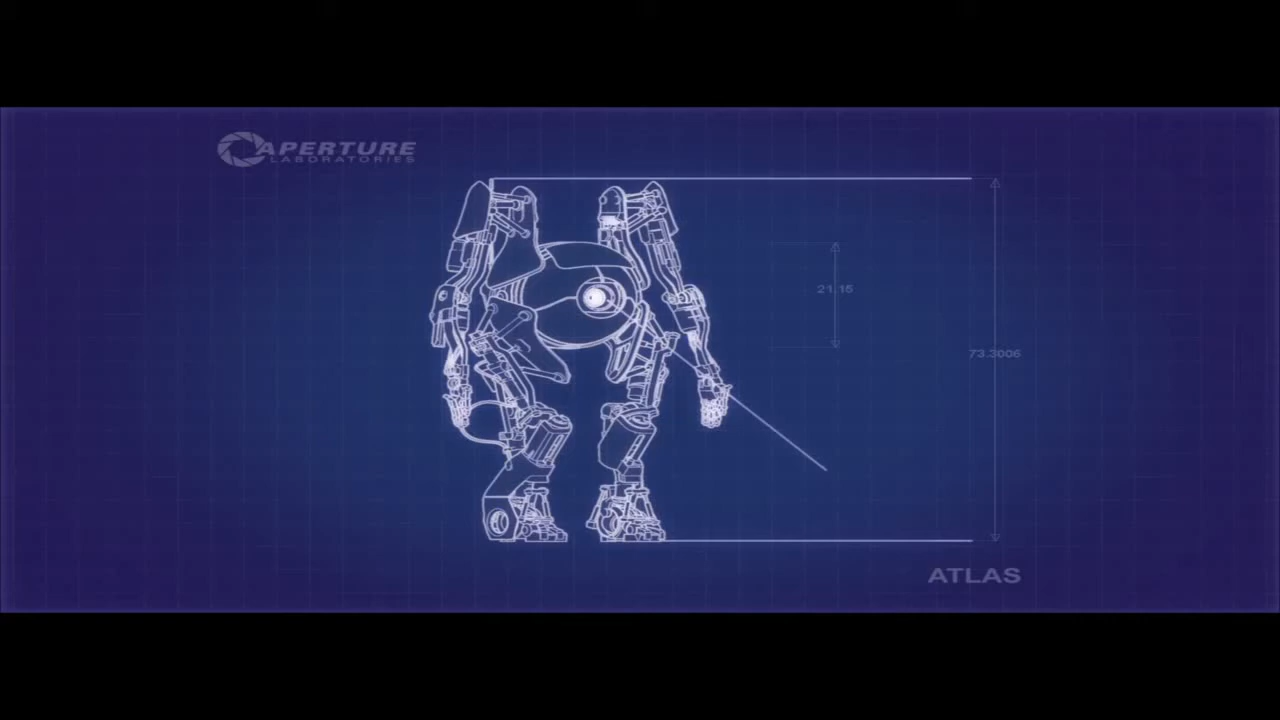 APERTURE
LABORATORIES
21.15
73.3006
ATLAS